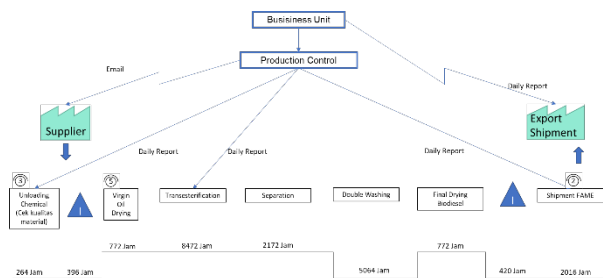 Busisiness Unit
Production Control
Email
Daily Report
Supplier
Export
Shipment
Daily Report
Daily Report
Daily Report
3
5
2
Unloading
Chemical
(Cek kualitas
material)
I
Virgin
Oil
Drying
Transesterification
Separation
Double Washing
Final Drying
Biodiesel
I
Shipment FAME
772 Jam
8472 Jam
2172 Jam
772 Jam
264 Jam
396 Jam
5064 Jam
420 Jam
2016 Jam